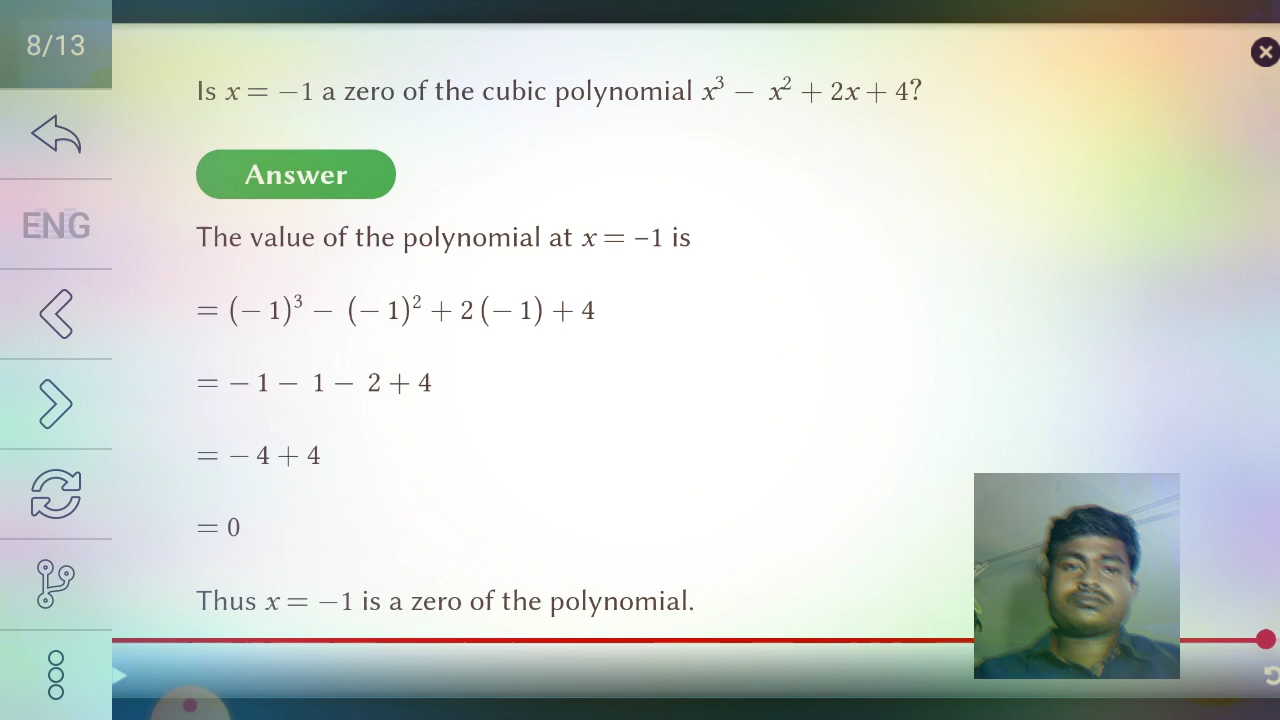 8/13
ENG
Is x = −1 a zero of the cubic polynomial x³ − x² + 2x + 4?
Answer
The value of the polynomial at x = −1 is
= (− 1)³ − (− 1)² + 2 (− 1) + 4
= − 1 − 1 − 2 + 4
= − 4 + 4
= 0
Thus x = −1 is a zero of the polynomial.